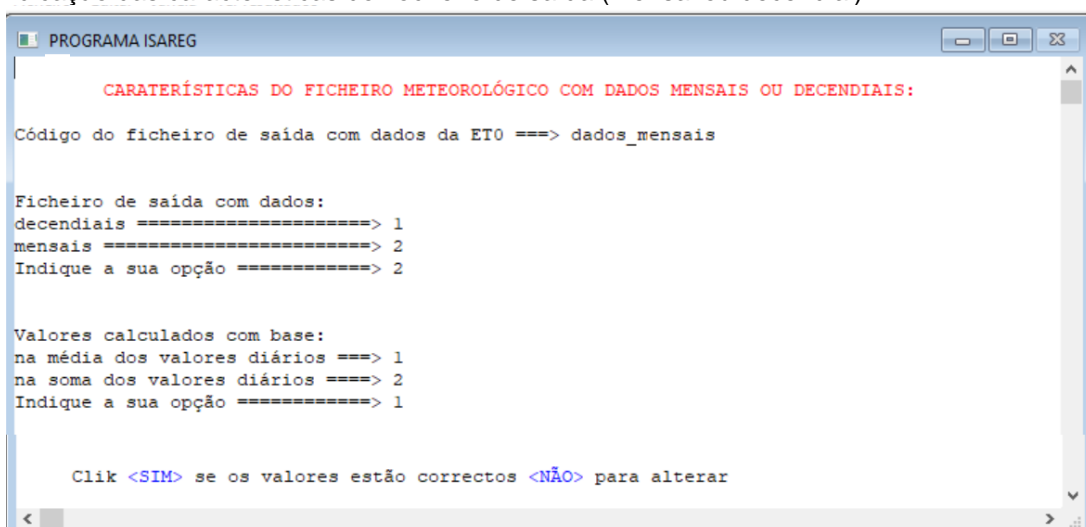 PROGRAMA ISAREG
CARATERÍSTICAS DO FICHEIRO METEOROLÓGICO COM DADOS MENSAIS OU DECENDIAIS:
Código do ficheiro de saída com dados da ET0 ===> dados_mensais
Ficheiro de saída com dados:
decendiais =====================> 1
mensais ========================> 2
Indique a sua opção ============> 2
Valores calculados com base:
na média dos valores diários ===> 1
na soma dos valores diários ====> 2
Indique a sua opção ============> 1
Clik <SIM> se os valores estão correctos <NÃO> para alterar